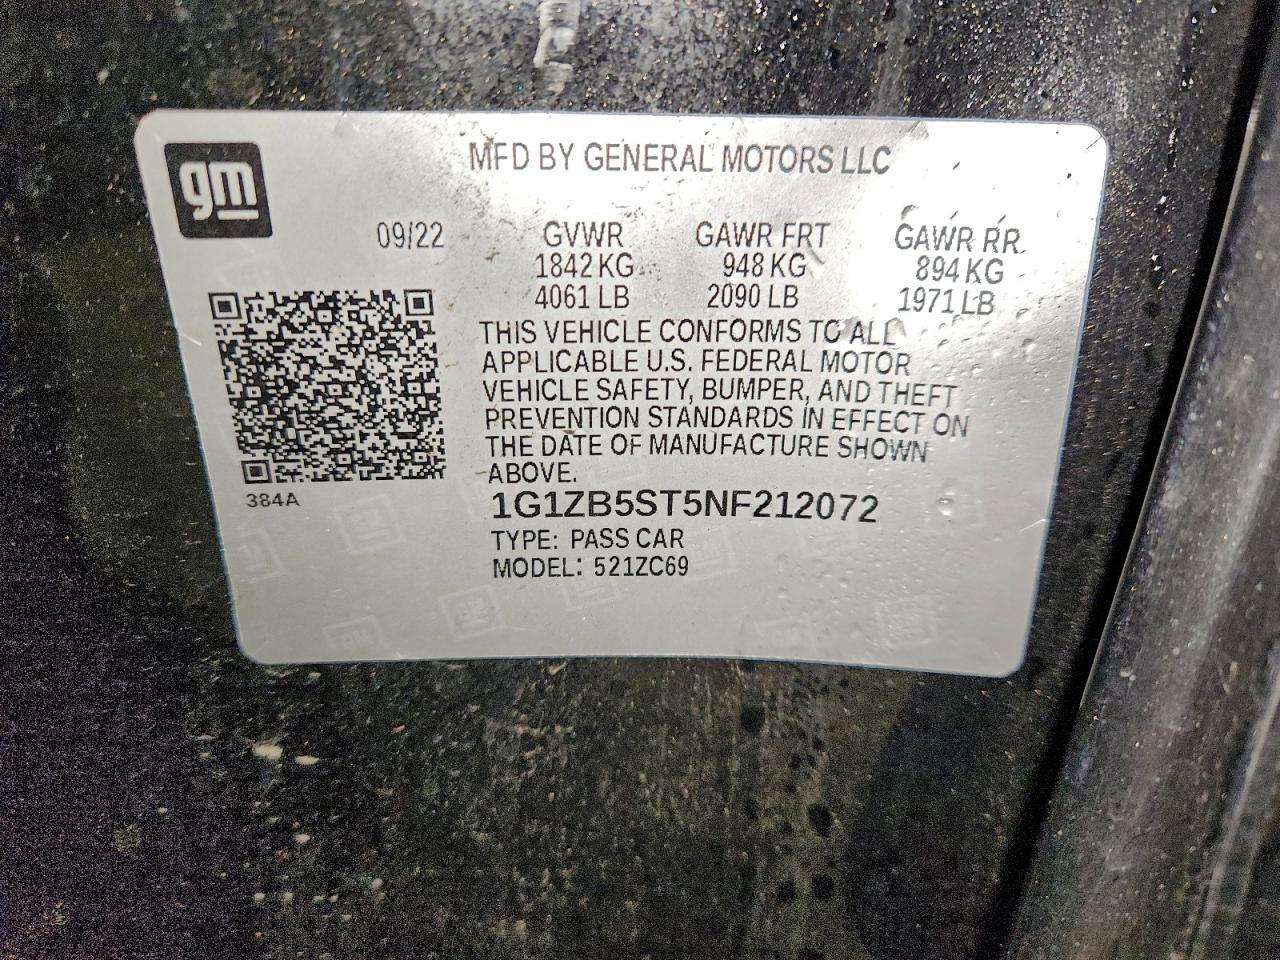 gm
MFD BY GENERAL MOTORS LLC
09/22 GVWR GAWR FRT GAWR RR
1842 KG 948 KG 894 KG
4061 LB 2090 LB 1971 LB
THIS VEHICLE CONFORMS TO ALL
APPLICABLE U.S. FEDERAL MOTOR
VEHICLE SAFETY, BUMPER, AND THEFT
PREVENTION STANDARDS IN EFFECT ON
THE DATE OF MANUFACTURE SHOWN
ABOVE.
384A
1G1ZB5ST5NF212072
TYPE: PASS CAR
MODEL: 521ZC69